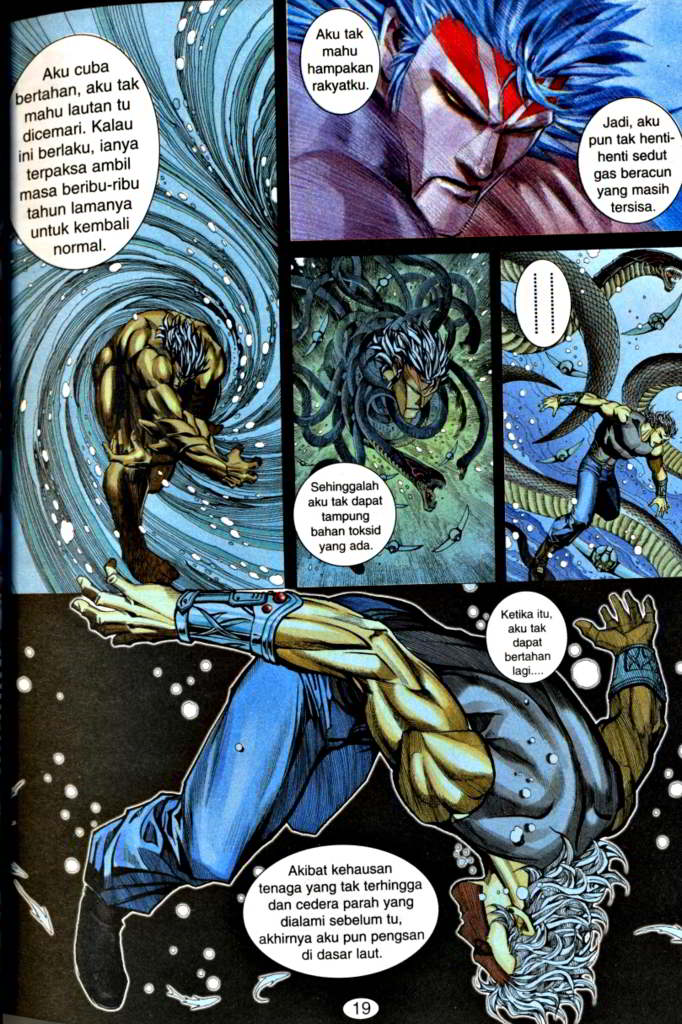 Aku cuba
bertahan, aku tak
mahu lautan tu
dicemari. Kalau
ini berlaku, ianya
terpaksa ambil
masa beribu-ribu
tahun lamanya
untuk kembali
normal.
Aku tak
mahu
hampakan
rakyatku.
Jadi, aku
pun tak henti-
henti sedut
gas beracun
yang masih
tersisa.
Sehinggalah
aku tak dapat
tampung
bahan toksid
yang ada.
Ketika itu,
aku tak
dapat
bertahan
lagi....
Akibat kehausan
tenaga yang tak terhingga
dan cedera parah yang
dialami sebelum tu,
akhirnya aku pun pengsan
di dasar laut.
19